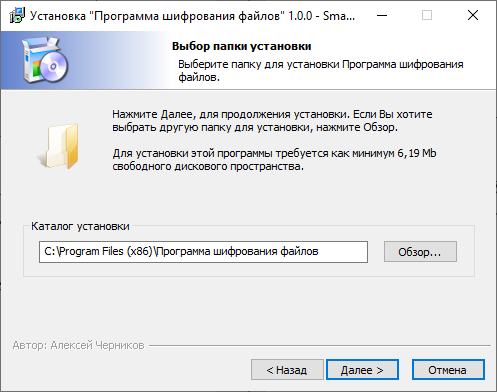 Установка "Программа шифрования файлов" 1.0.0 - Sma...
Выбор папки установки
Выберите папку для установки Программа шифрования
файлов.
Нажмите Далее, для продолжения установки. Если Вы хотите
выбрать другую папку для установки, нажмите Обзор.
Для установки этой программы требуется как минимум 6,19 Mb
свободного дискового пространства.
Каталог установки
C:\Program Files (x86)\Программа шифрования файлов
Обзор...
Автор: Алексей Черников
< Назад
Далее >
Отмена